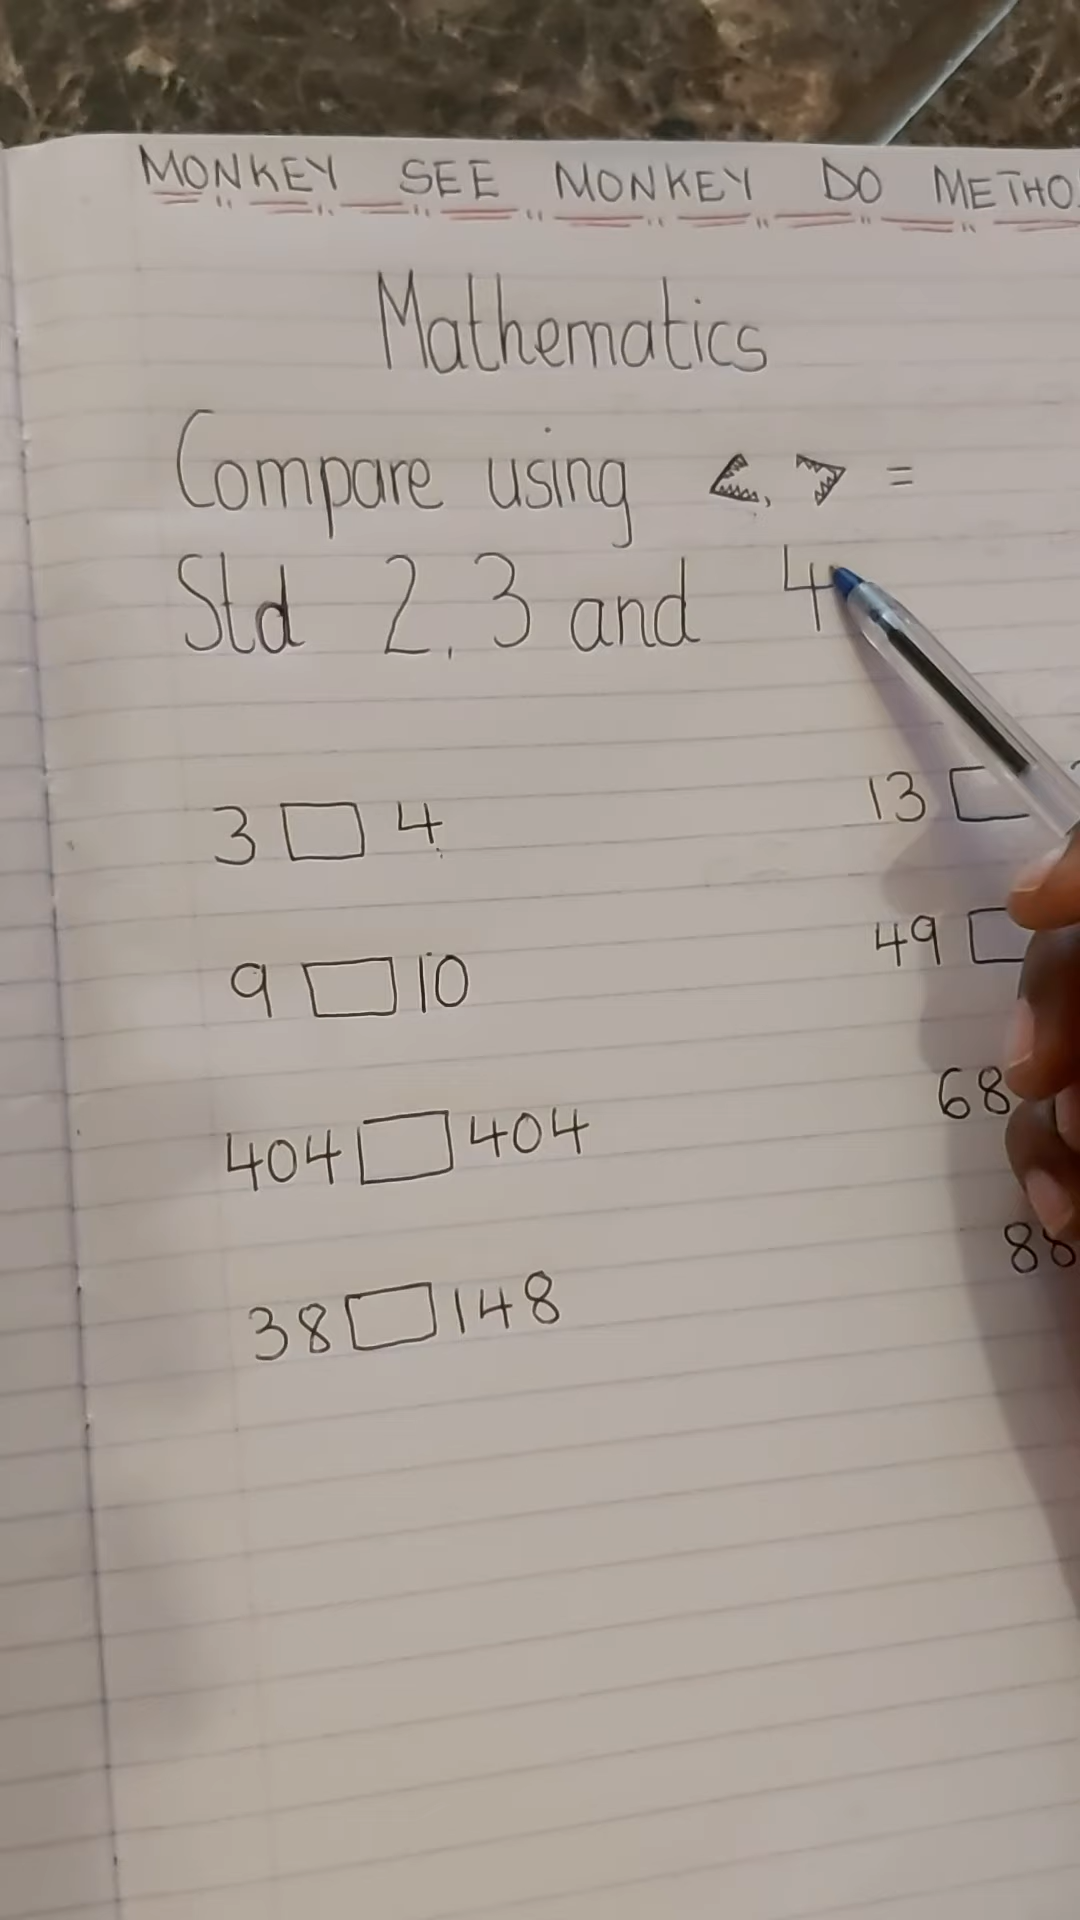 MONKEY SEE MONKEY DO
Mathematics
Compare using <, > =
Std 2, 3 and 4
3 □ 4
13 □
9 □ 10
49 □
404 □ 404
68
38 □ 148
88